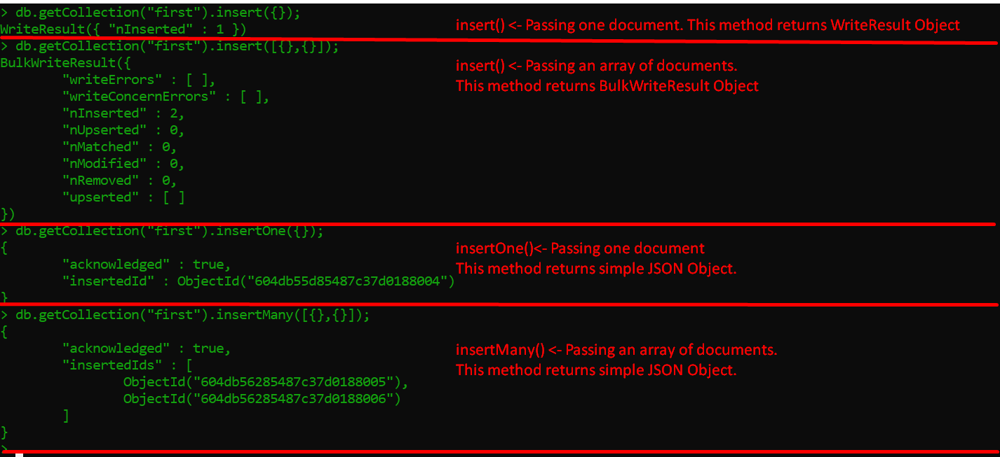 > db.getCollection("first").insert({});
WriteResult({ "nInserted" : 1 })
insert() <- Passing one document. This method returns WriteResult Object
> db.getCollection("first").insert([{},{}]);
BulkWriteResult({
insert() <- Passing an array of documents.
"writeErrors" : [ ],
This method returns BulkWriteResult Object
"writeConcernErrors" : [ ],
"nInserted" : 2,
"nUpserted" : 0,
"nMatched" : 0,
"nModified" : 0,
"nRemoved" : 0,
"upserted" : [ ]
})
> db.getCollection("first").insertOne({});
{
insertOne()<- Passing one document
"acknowledged" : true,
This method returns simple JSON Object.
"insertedId" : ObjectId("604db55d85487c37d0188004")
}
> db.getCollection("first").insertMany([{},{}]);
{
"acknowledged" : true,
insertMany() <- Passing an array of documents.
"insertedIds" : [
This method returns simple JSON Object.
ObjectId("604db56285487c37d0188005"),
ObjectId("604db56285487c37d0188006")
]
}
>